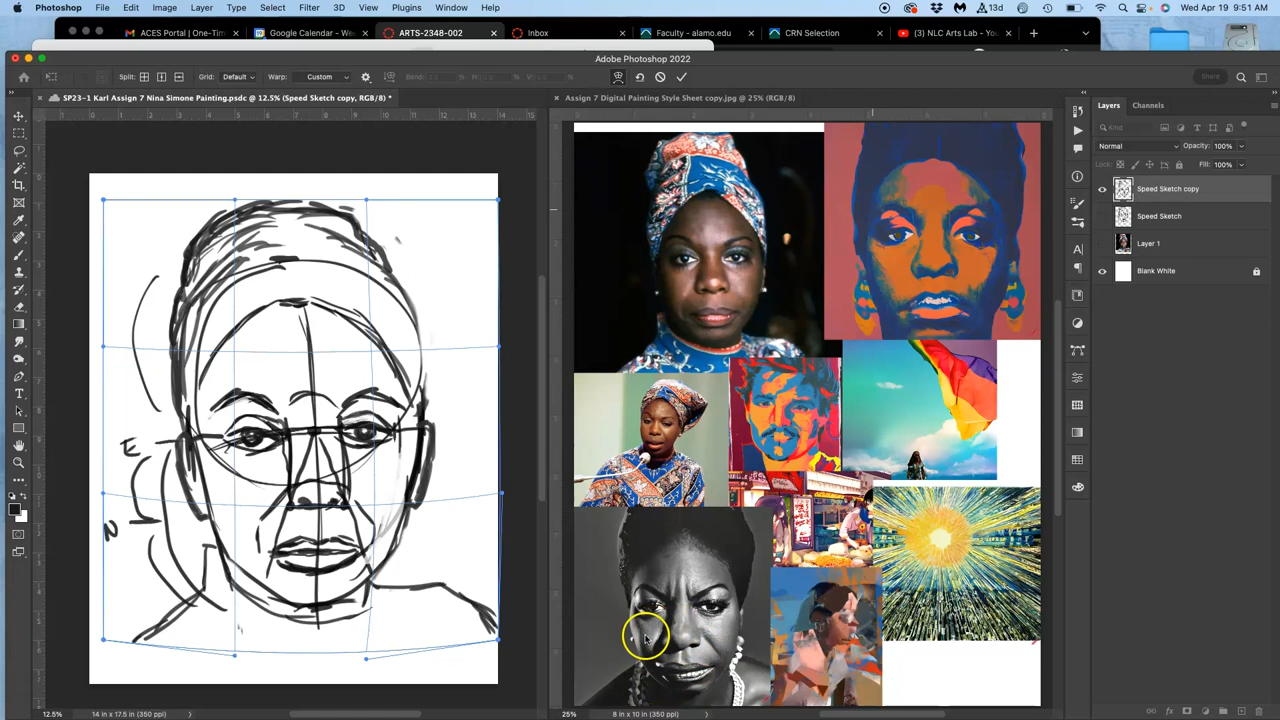 Photoshop File Edit Image Layer Type Select Filter 3D View Plugins Window Help 13d Wed Apr 19 9:51 AM
ACES Portal | One-Tim Google Calendar - We ARTS-2348-002 Inbox Faculty - alamo.edu CRN Selection (3) NLC Arts Lab - You
Adobe Photoshop 2022
Split: Grid: Default Warp: Custom Share
SP23-1 Karl Assign 7 Nina Simone Painting.psdc @ 12.5% (Speed Sketch copy, RGB/8) * Assign 7 Digital Painting Style Sheet copy.jpg @ 25% (RGB/8)
Layers Channels
Kind
Normal Opacity: 100%
Lock: Fill: 100%
Speed Sketch copy
Speed Sketch
Layer 1
Blank White
E
N
12.5% 14 in x 17.5 in (350 ppi) 25% 8 in x 10 in (350 ppi)